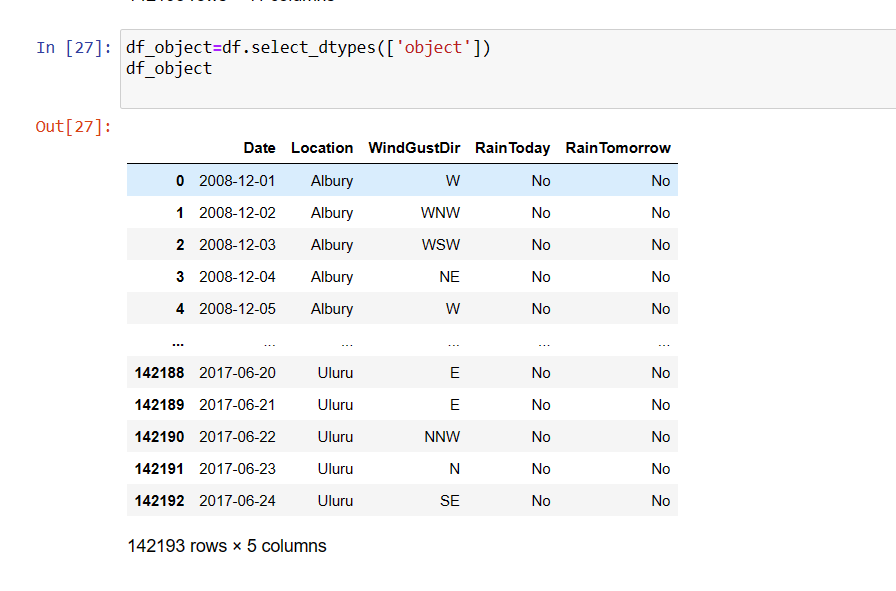 In [27]: df_object=df.select_dtypes(['object'])
df_object
Out[27]:
Date Location WindGustDir RainToday RainTomorrow
0 2008-12-01 Albury W No No
1 2008-12-02 Albury WNW No No
2 2008-12-03 Albury WSW No No
3 2008-12-04 Albury NE No No
4 2008-12-05 Albury W No No
... ... ... ... ... ...
142188 2017-06-20 Uluru E No No
142189 2017-06-21 Uluru E No No
142190 2017-06-22 Uluru NNW No No
142191 2017-06-23 Uluru N No No
142192 2017-06-24 Uluru SE No No
142193 rows × 5 columns